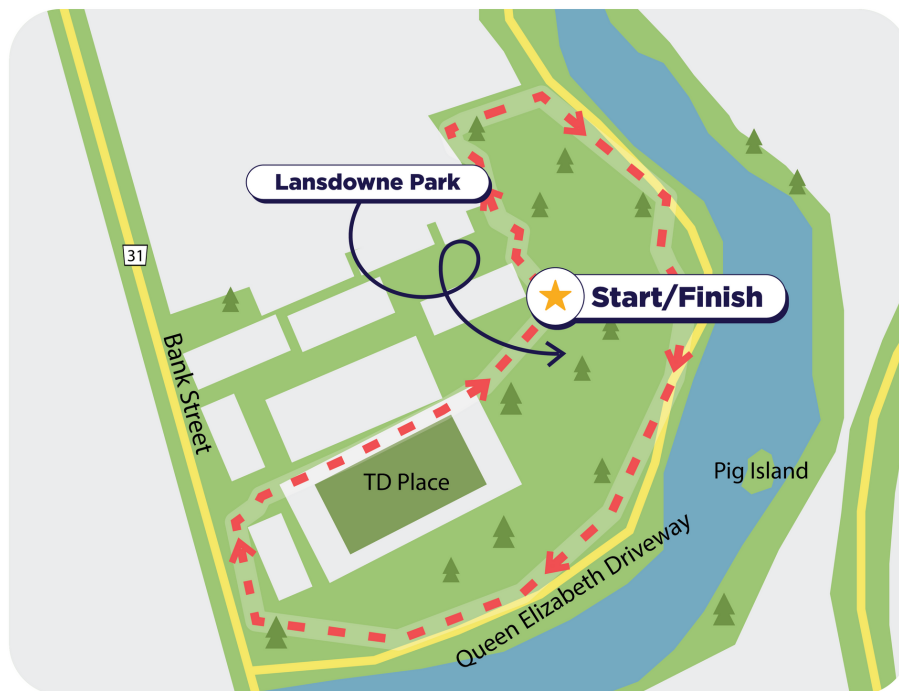 Lansdowne Park
31
Start/Finish
Bank Street
TD Place
Pig Island
Queen Elizabeth Driveway